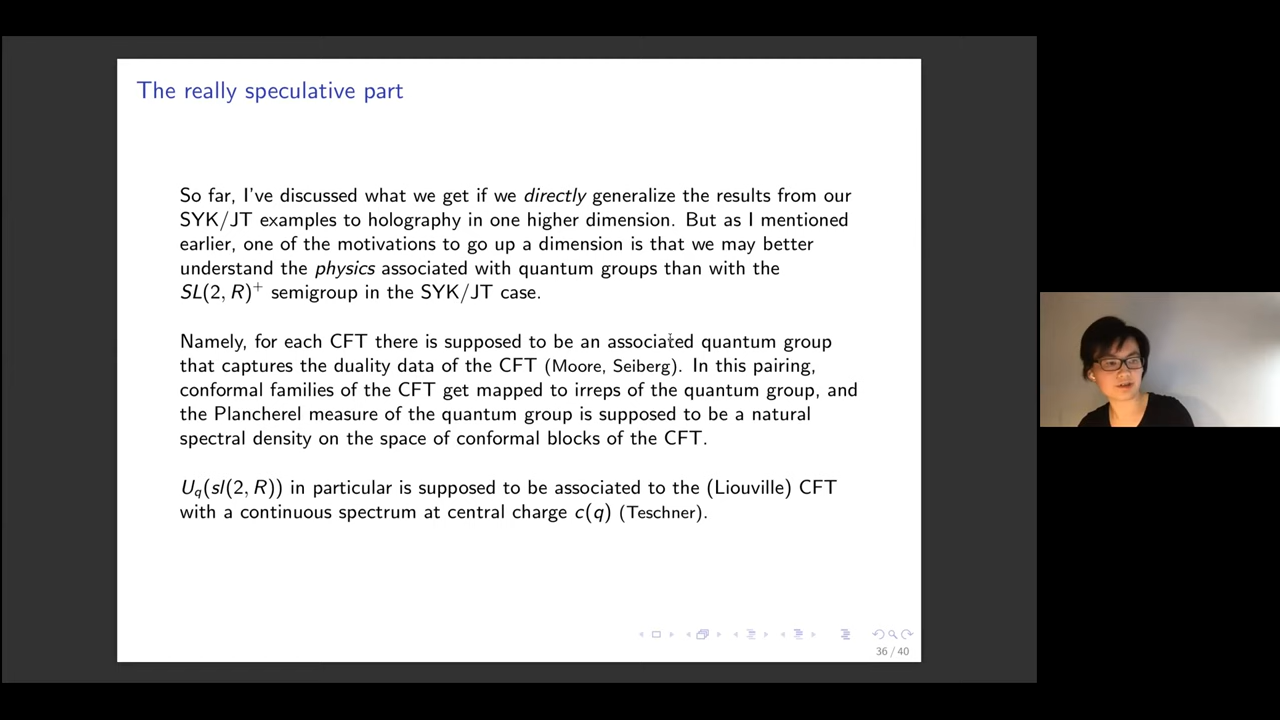 The really speculative part
So far, I've discussed what we get if we directly generalize the results from our
SYK/JT examples to holography in one higher dimension. But as I mentioned
earlier, one of the motivations to go up a dimension is that we may better
understand the physics associated with quantum groups than with the
SL(2, R)⁺ semigroup in the SYK/JT case.
Namely, for each CFT there is supposed to be an associated quantum group
that captures the duality data of the CFT (Moore, Seiberg). In this pairing,
conformal families of the CFT get mapped to irreps of the quantum group, and
the Plancherel measure of the quantum group is supposed to be a natural
spectral density on the space of conformal blocks of the CFT.
U_q(sl(2, R)) in particular is supposed to be associated to the (Liouville) CFT
with a continuous spectrum at central charge c(q) (Teschner).
36 / 40